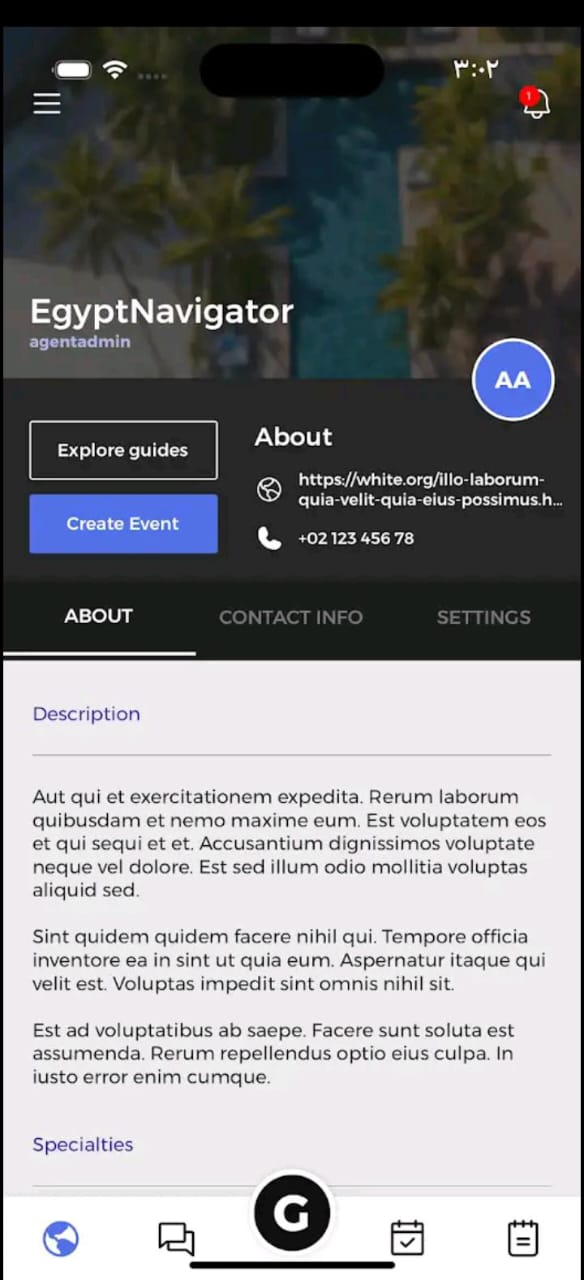 ٣:٠٢
1
EgyptNavigator
agentadmin
AA
Explore guides
Create Event
About
https://white.org/illo-laborum-
quia-velit-quia-eius-possimus.h...
+02 123 456 78
ABOUT
CONTACT INFO
SETTINGS
Description
Aut qui et exercitationem expedita. Rerum laborum
quibusdam et nemo maxime eum. Est voluptatem eos
et qui sequi et et. Accusantium dignissimos voluptate
neque vel dolore. Est sed illum odio mollitia voluptas
aliquid sed.
Sint quidem quidem facere nihil qui. Tempore officia
inventore ea in sint ut quia eum. Aspernatur itaque qui
velit est. Voluptas impedit sint omnis nihil sit.
Est ad voluptatibus ab saepe. Facere sunt soluta est
assumenda. Rerum repellendus optio eius culpa. In
iusto error enim cumque.
Specialties
G